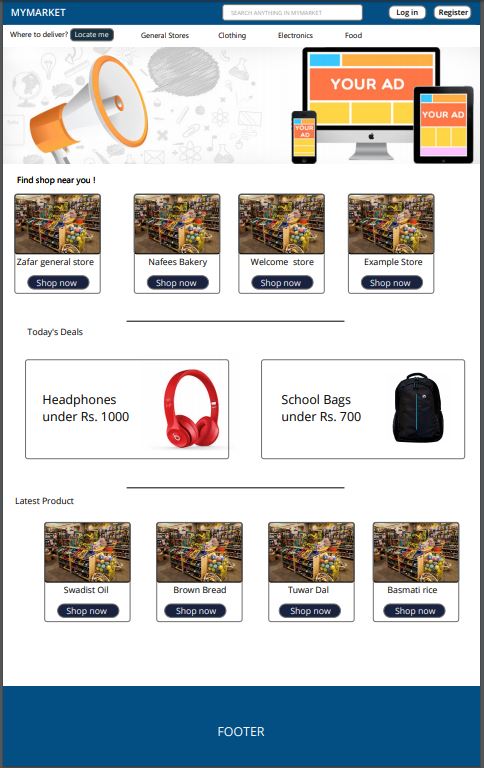 MYMARKET
SEARCH ANYTHING IN MYMARKET
Log in
Register
Where to deliver?
Locate me
General Stores
Clothing
Electronics
Food
YOUR AD
YOUR AD
YOUR
AD
Find shop near you !
Zafar general store
Nafees Bakery
Welcome store
Example Store
Shop now
Shop now
Shop now
Shop now
Today's Deals
Headphones
under Rs. 1000
School Bags
under Rs. 700
Latest Product
Swadist Oil
Brown Bread
Tuwar Dal
Basmati rice
Shop now
Shop now
Shop now
Shop now
FOOTER